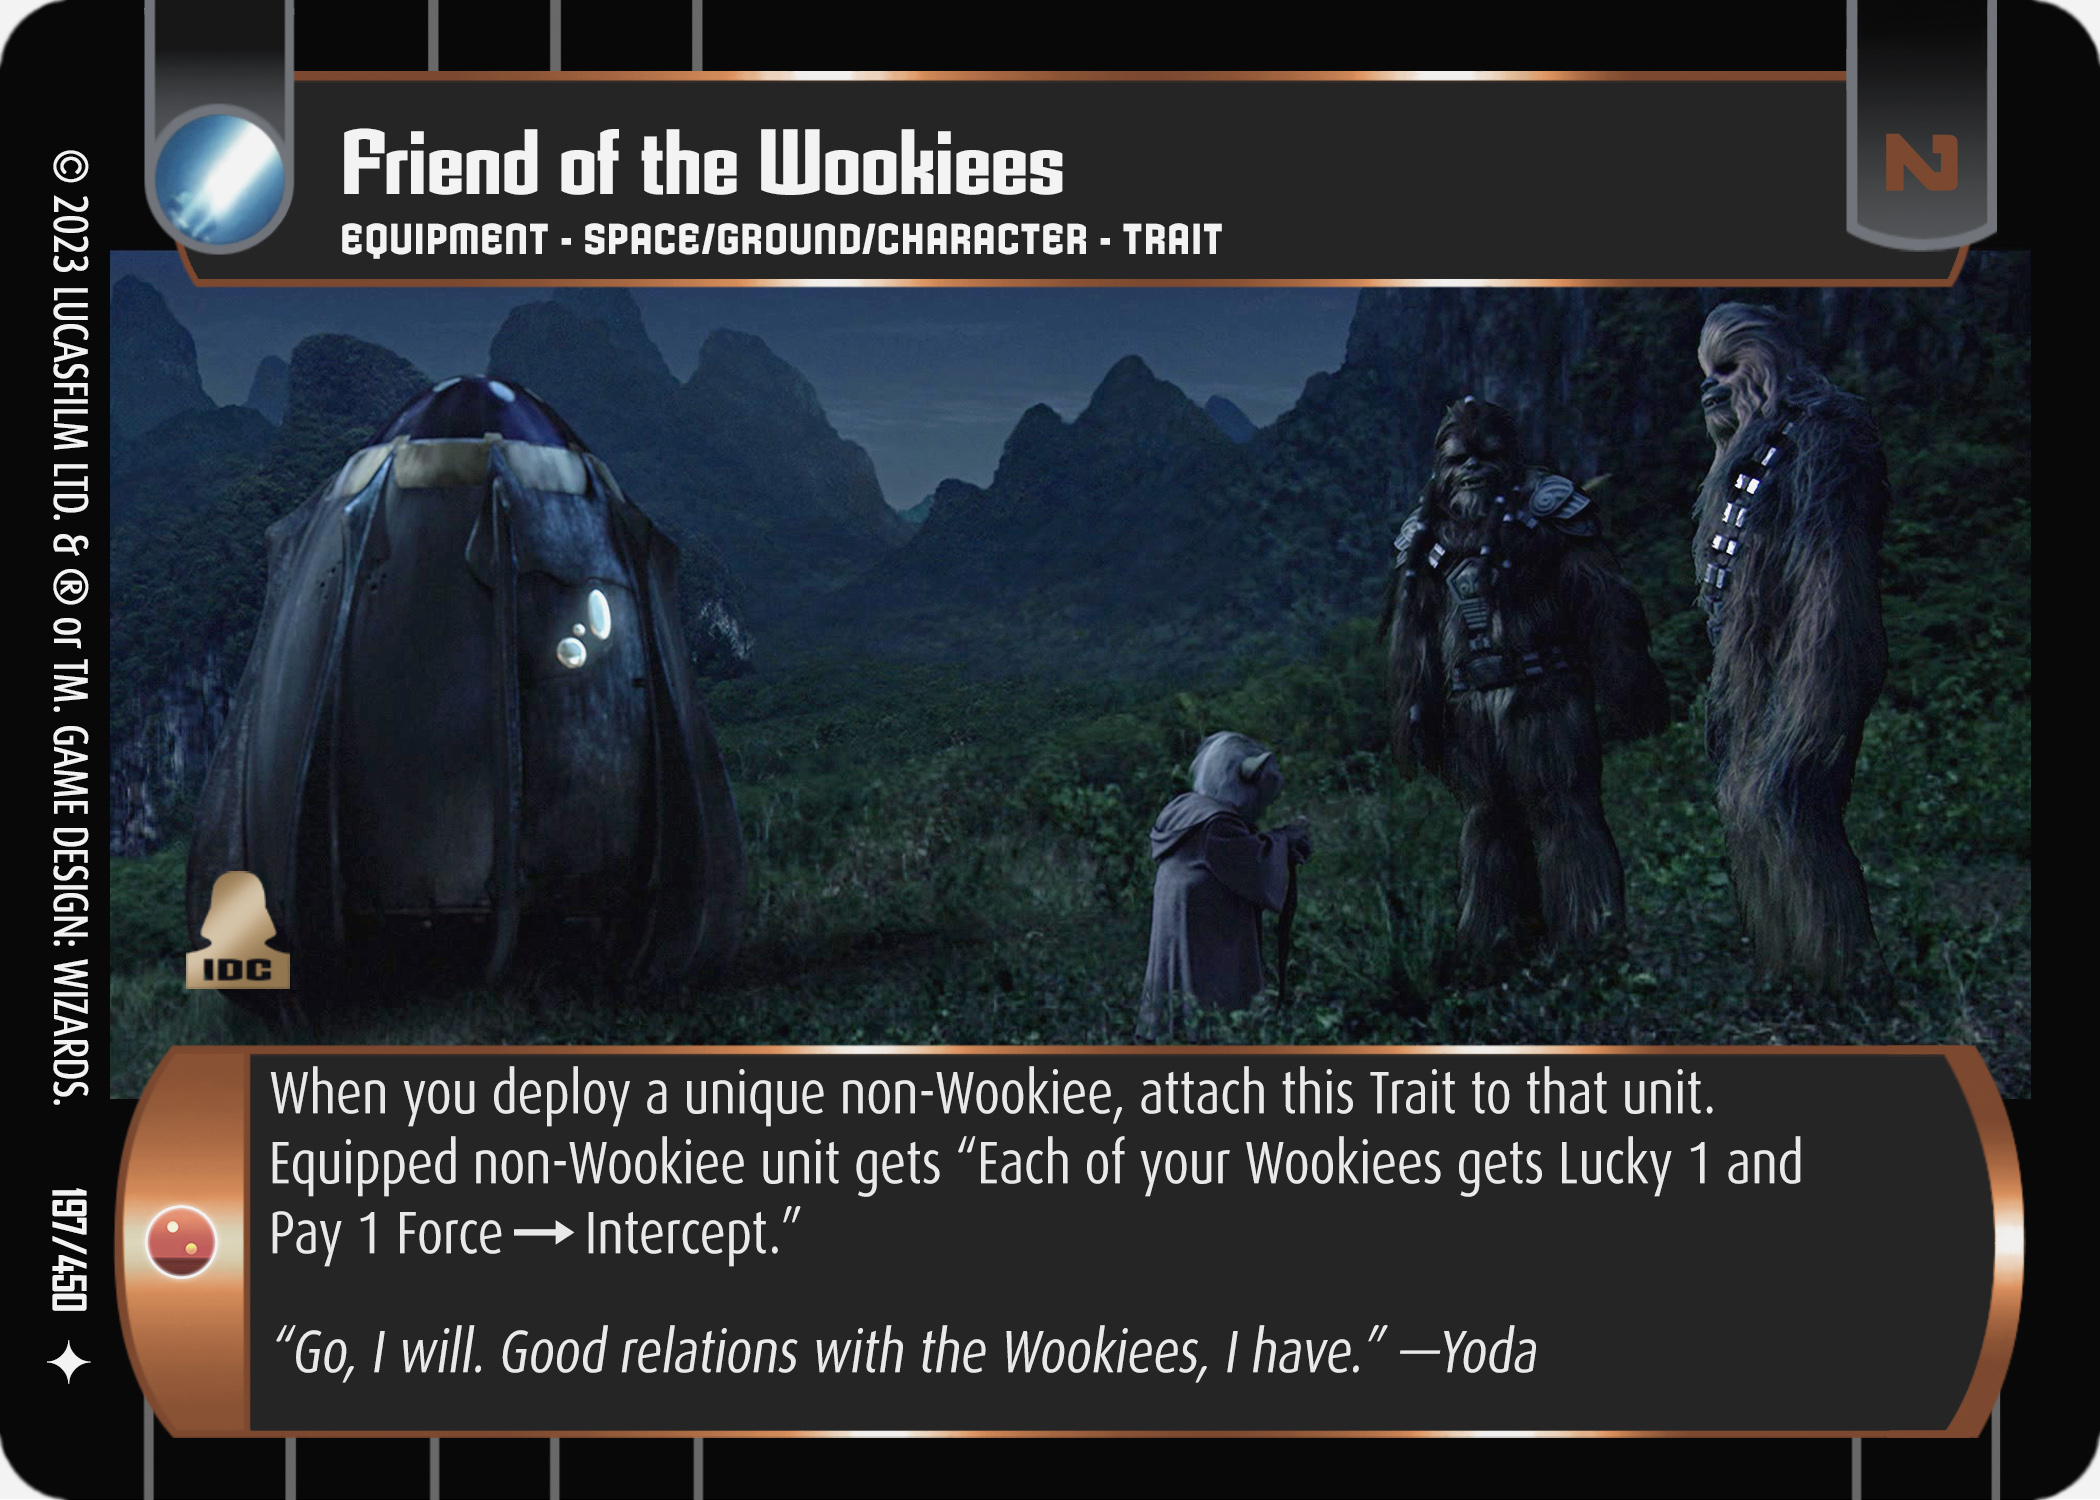 Friend of the Wookiees
2
EQUIPMENT - SPACE/GROUND/CHARACTER - TRAIT
IDC
When you deploy a unique non-Wookiee, attach this Trait to that unit.
Equipped non-Wookiee unit gets “Each of your Wookiees gets Lucky 1 and
Pay 1 Force → Intercept.”
“Go, I will. Good relations with the Wookiees, I have.” —Yoda
© 2023 LUCASFILM LTD. & ® or TM. GAME DESIGN: WIZARDS. 197/450